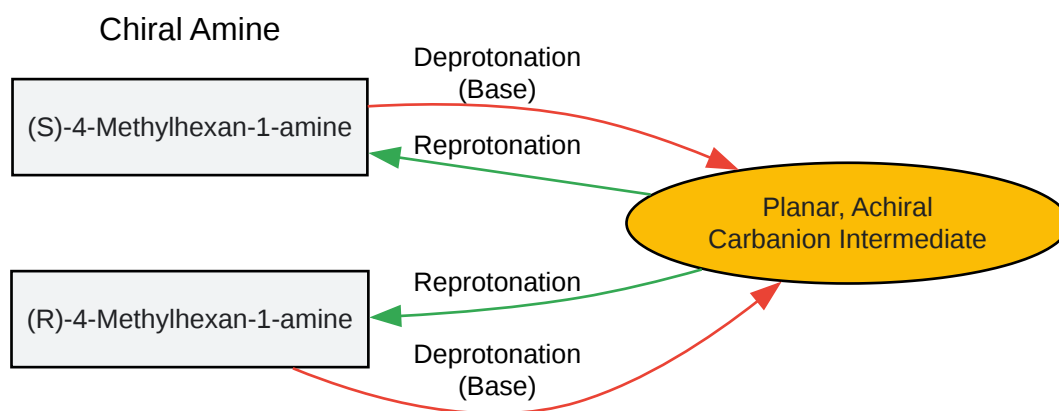 Chiral Amine
Deprotonation
(Base)
(S)-4-Methylhexan-1-amine
Reprotonation
Planar, Achiral
Carbanion Intermediate
Reprotonation
(R)-4-Methylhexan-1-amine
Deprotonation
(Base)